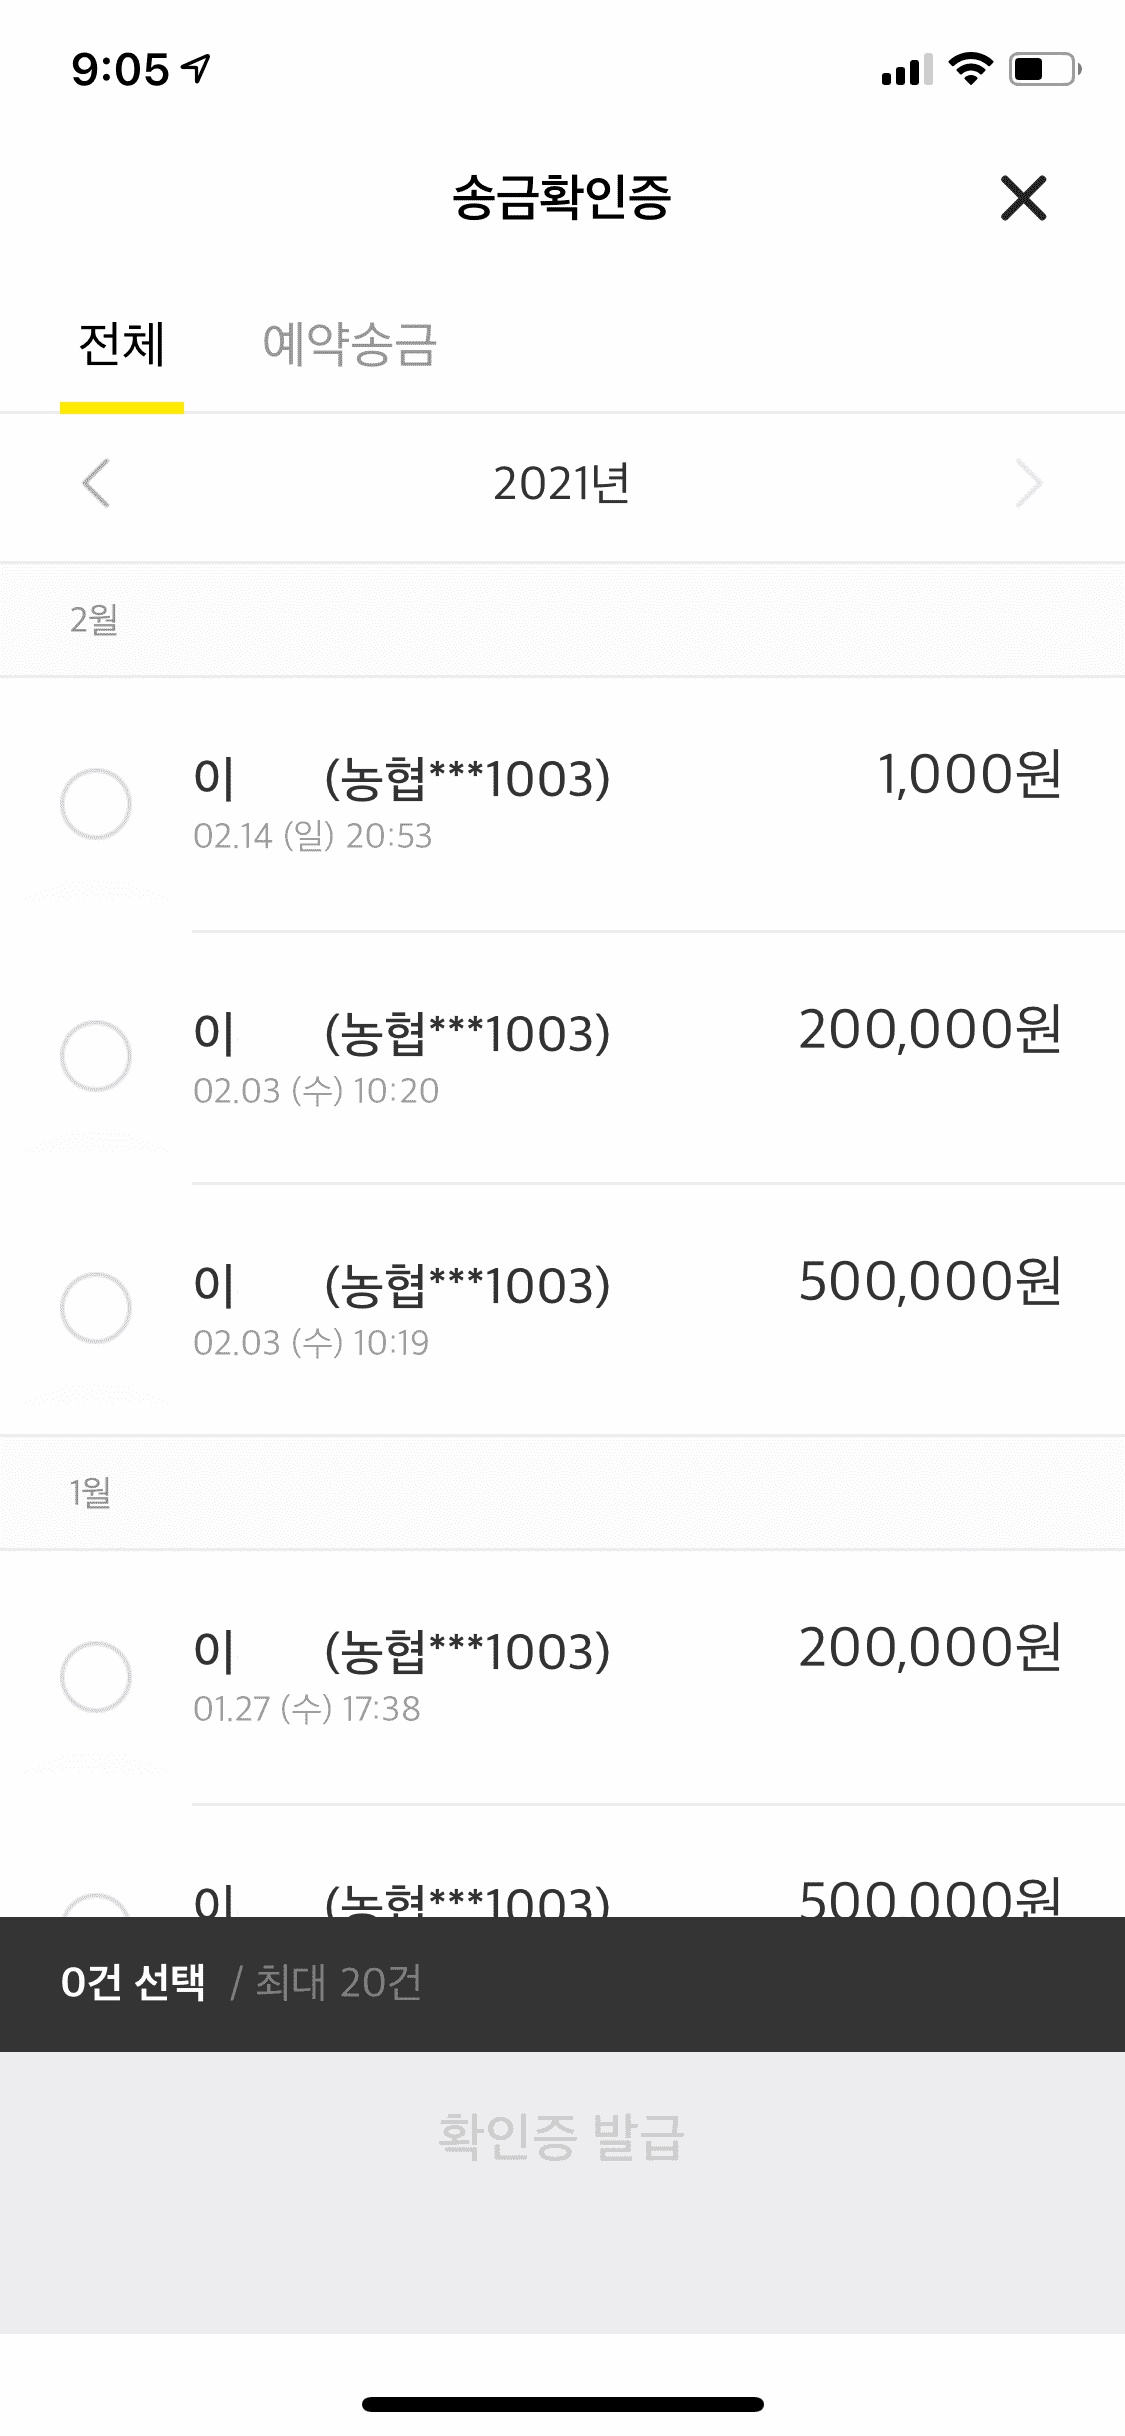 9:05
송금확인증
전체 예약송금
2021년
2월
이 (농협***1003) 1,000원
02.14 (일) 20:53
이 (농협***1003) 200,000원
02.03 (수) 10:20
이 (농협***1003) 500,000원
02.03 (수) 10:19
1월
이 (농협***1003) 200,000원
01.27 (수) 17:38
이 (농협***1003) 500,000원
0건 선택 / 최대 20건
확인증 발급